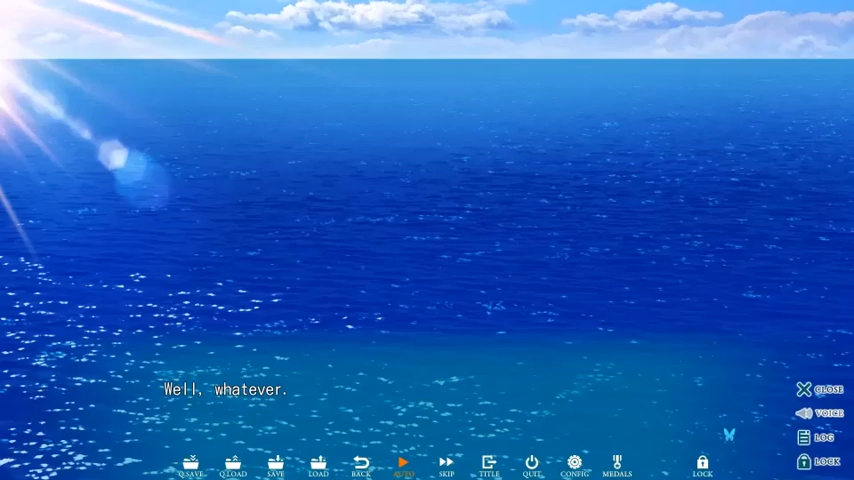 Well, whatever.
CLOSE
VOICE
LOG
LOCK
Q.SAVE Q.LOAD SAVE LOAD BACK AUTO SKIP TITLE QUIT CONFIG MEDALS LOCK